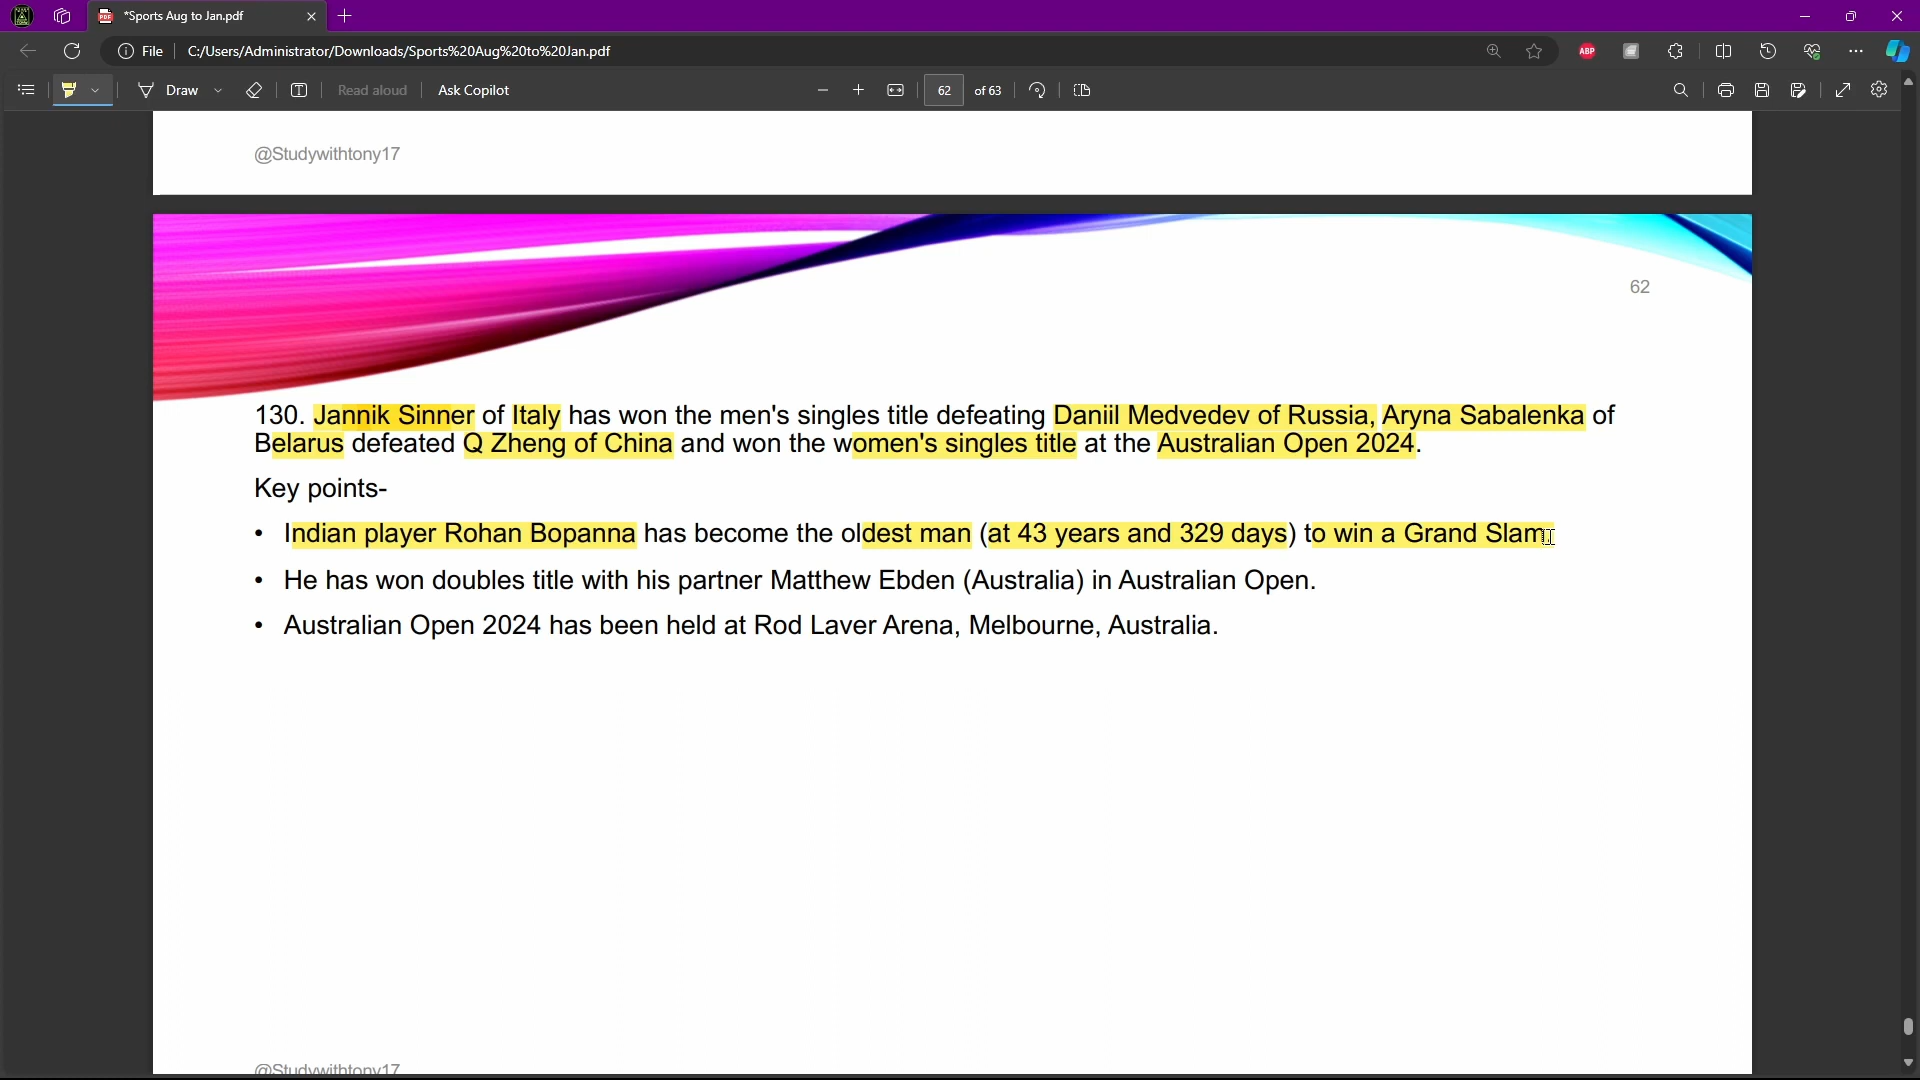 *Sports Aug to Jan.pdf
File C:/Users/Administrator/Downloads/Sports%20Aug%20to%20Jan.pdf
ABP
Draw Read aloud Ask Copilot 62 of 63
@Studywithtony17
62
130. Jannik Sinner of Italy has won the men's singles title defeating Daniil Medvedev of Russia, Aryna Sabalenka of
Belarus defeated Q Zheng of China and won the women's singles title at the Australian Open 2024.
Key points-
• Indian player Rohan Bopanna has become the oldest man (at 43 years and 329 days) to win a Grand Slam.
• He has won doubles title with his partner Matthew Ebden (Australia) in Australian Open.
• Australian Open 2024 has been held at Rod Laver Arena, Melbourne, Australia.
@Studywithtony17